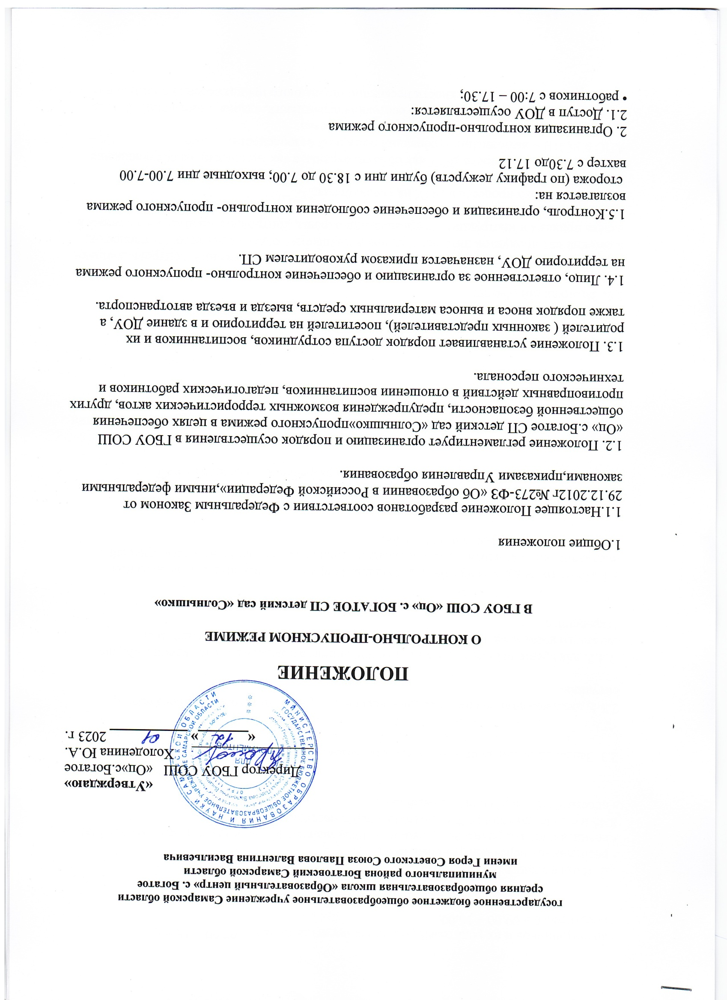 государственное бюджетное общеобразовательное учреждение Самарской области
средняя общеобразовательная школа «Образовательный центр» с. Богатое
муниципального района Богатовский Самарской области
имени Героя Советского Союза Павлова Валентина Васильевича
«Утверждаю»
Директор ГБОУ СОШ «Оц»с.Богатое
Холоденина Ю.А.
«12» 01 2023 г.
МИНИСТЕРСТВО ОБРАЗОВАНИЯ И НАУКИ САМАРСКОЙ ОБЛАСТИ
ГОСУДАРСТВЕННОЕ БЮДЖЕТНОЕ ОБЩЕОБРАЗОВАТЕЛЬНОЕ УЧРЕЖДЕНИЕ САМАРСКОЙ ОБЛАСТИ
ДЛЯ
ДОКУМЕНТОВ
ПОЛОЖЕНИЕ
О КОНТРОЛЬНО-ПРОПУСКНОМ РЕЖИМЕ
В ГБОУ СОШ «Оц» с. БОГАТОЕ СП детский сад «Солнышко»
1.Общие положения
1.1.Настоящее Положение разработанов соответствии с Федеральным Законом от
29.12.2012г №273-ФЗ «Об образовании в Российской Федерации»,иными федеральными
законами,приказами Управления образования.
1.2. Положение регламентирует организацию и порядок осуществления в ГБОУ СОШ
«Оц» с.Богатое СП детский сад «Солнышко»пропускного режима в целях обеспечения
общественной безопасности, предупреждения возможных террористических актов, других
противоправных действий в отношении воспитанников, педагогических работников и
технического персонала.
1.3. Положение устанавливает порядок доступа сотрудников, воспитанников и их
родителей ( законных представителей), посетителей на территорию и в здание ДОУ, а
также порядок вноса и выноса материальных средств, выезда и въезда автотранспорта.
1.4. Лицо, ответственное за организацию и обеспечение контрольно- пропускного режима
на территорию ДОУ, назначается приказом руководителем СП.
1.5.Контроль, организация и обеспечение соблюдения контрольно- пропускного режима
возлагается на:
сторожа (по графику дежурств) будни дни с 18.30 до 7.00; выходные дни 7.00-7.00
вахтер с 7.30до 17.12
2. Организация контрольно-пропускного режима
2.1. Доступ в ДОУ осуществляется:
• работников с 7:00 – 17.30;